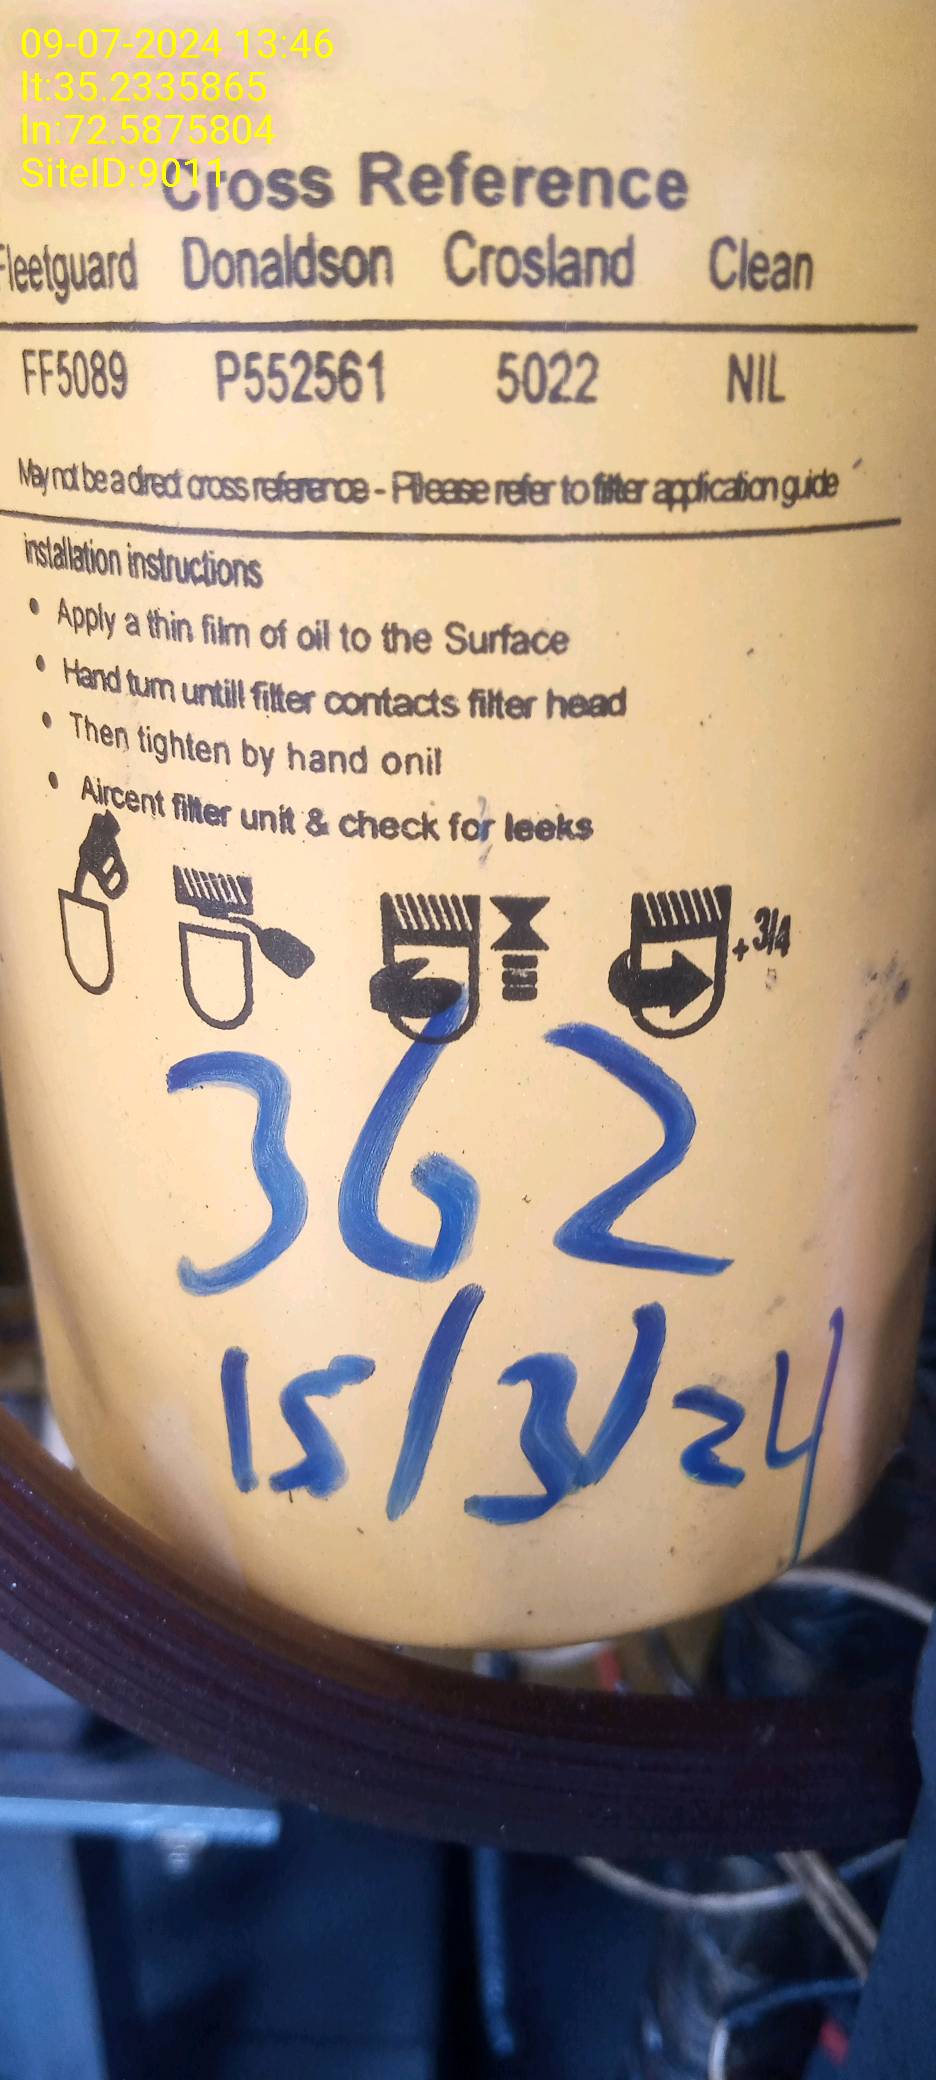 09-07-2024 13:46
lt:35.2335865
ln:72.5875804
SiteID:9011
Cross Reference
Fleetguard Donaldson Crosland Clean
FF5089 P552561 5022 NIL
May not be a direct cross reference - Pllease refer to filter application guide
installation instructions
• Apply a thin film of oil to the Surface
• Hand turn untill filter contacts filter head
• Then tighten by hand onil
• Aircent filter unit & check for leeks
+ 3/4
362
15/3/24